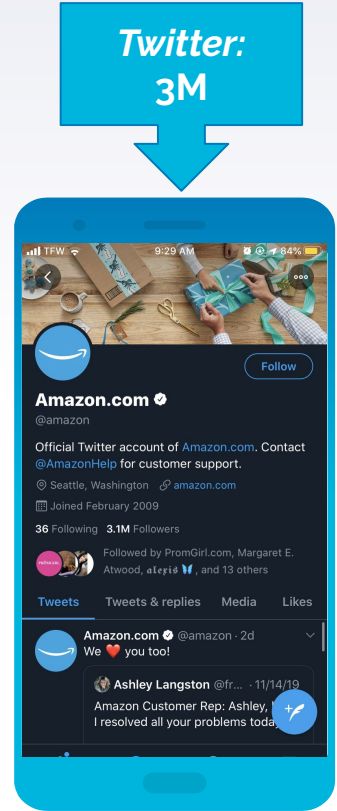 Twitter:
3M
TFW 9:29 AM 84%
Follow
Amazon.com
@amazon
Official Twitter account of Amazon.com. Contact
@AmazonHelp for customer support.
Seattle, Washington amazon.com
Joined February 2009
36 Following 3.1M Followers
Followed by PromGirl.com, Margaret E.
Atwood, 𝖆𝖑𝖊𝖝𝖎𝖘 🦋, and 13 others
Tweets Tweets & replies Media Likes
Amazon.com @amazon · 2d
We ❤️ you too!
Ashley Langston @fr... · 11/14/19
Amazon Customer Rep: Ashley,
I resolved all your problems today